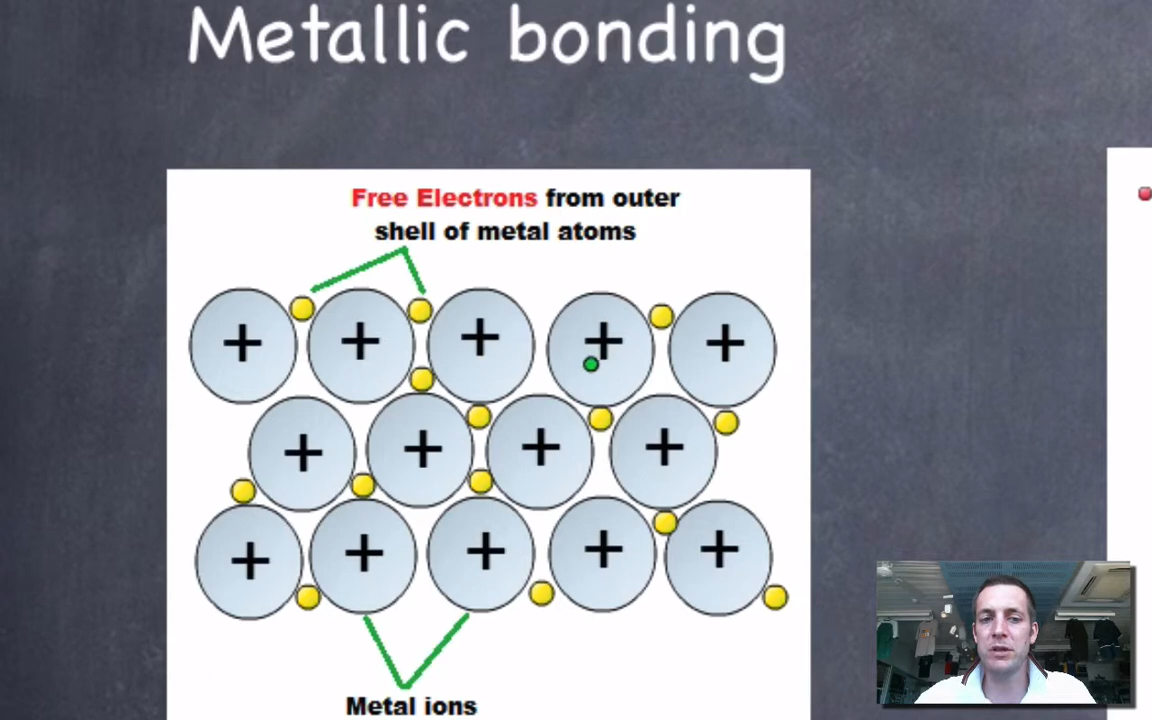 Metallic bonding
Free Electrons from outer
shell of metal atoms
+ + + + +
+ + + +
+ + + + +
Metal ions